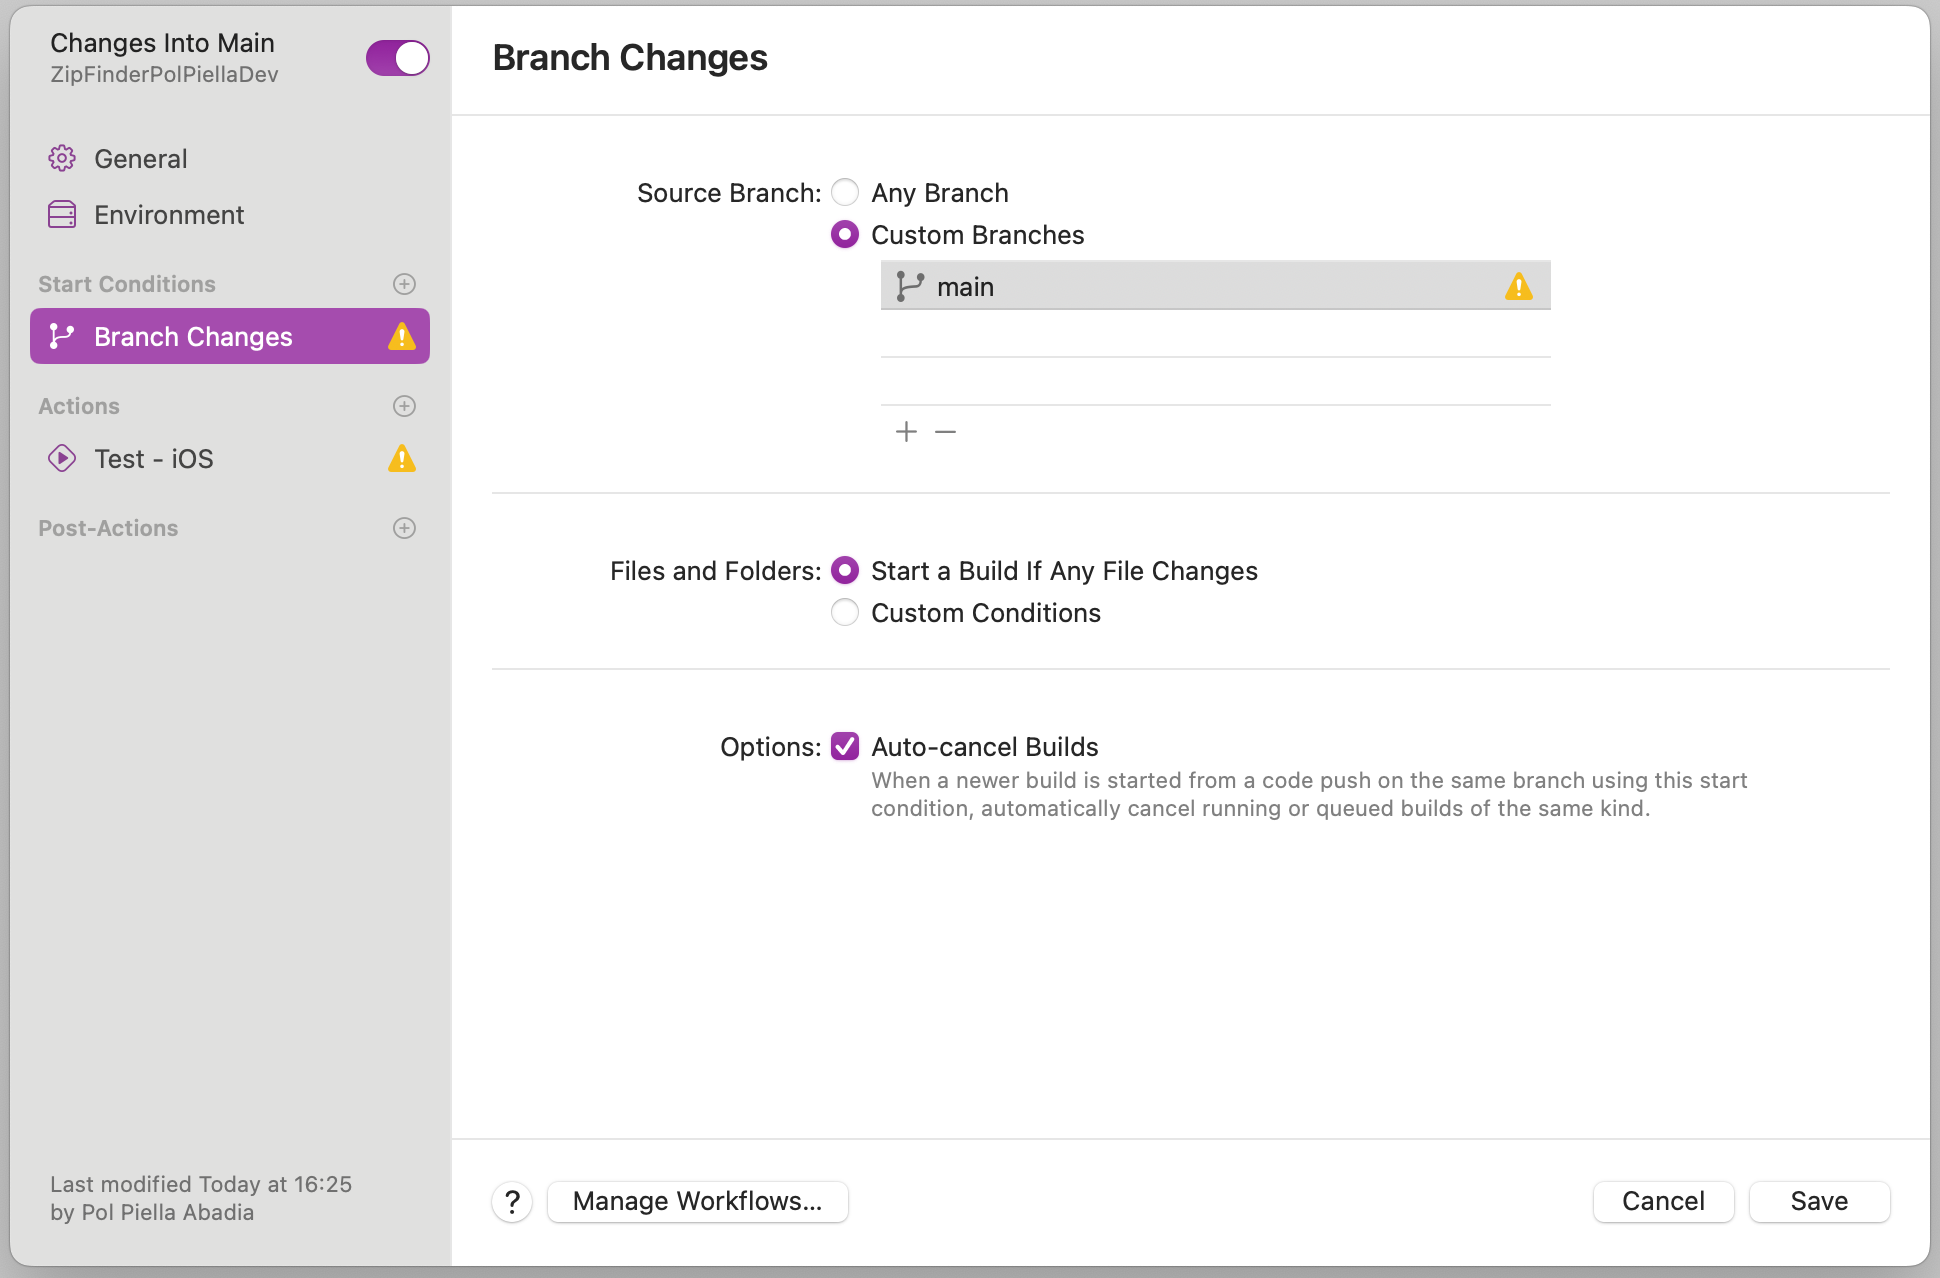 Changes Into Main
ZipFinderPolPiellaDev
General
Environment
Start Conditions
Branch Changes
Actions
Test - iOS
Post-Actions
Last modified Today at 16:25
by Pol Piella Abadia
Branch Changes
Source Branch:
Any Branch
Custom Branches
main
Files and Folders:
Start a Build If Any File Changes
Custom Conditions
Options:
Auto-cancel Builds
When a newer build is started from a code push on the same branch using this start
condition, automatically cancel running or queued builds of the same kind.
?
Manage Workflows...
Cancel
Save